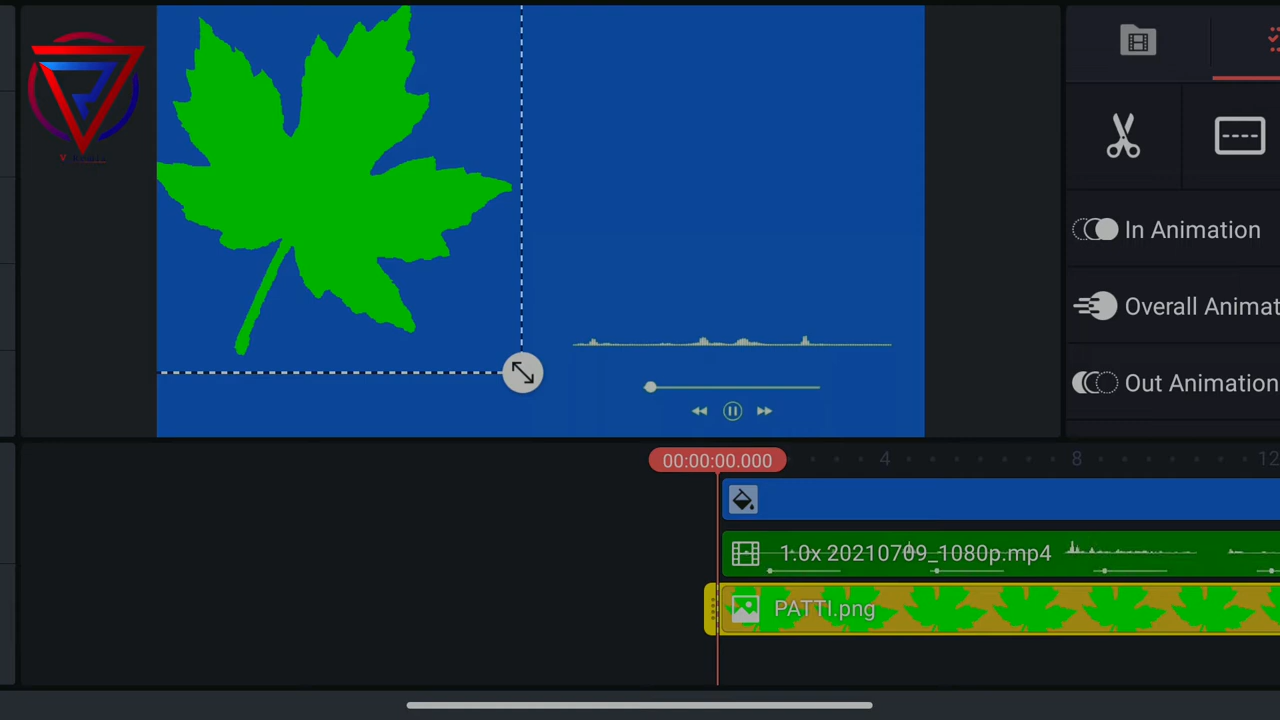 In Animation
Overall Animat
Out Animation
00:00:00.000
4
8
12
1.0x 20210709_1080p.mp4
PATTI.png